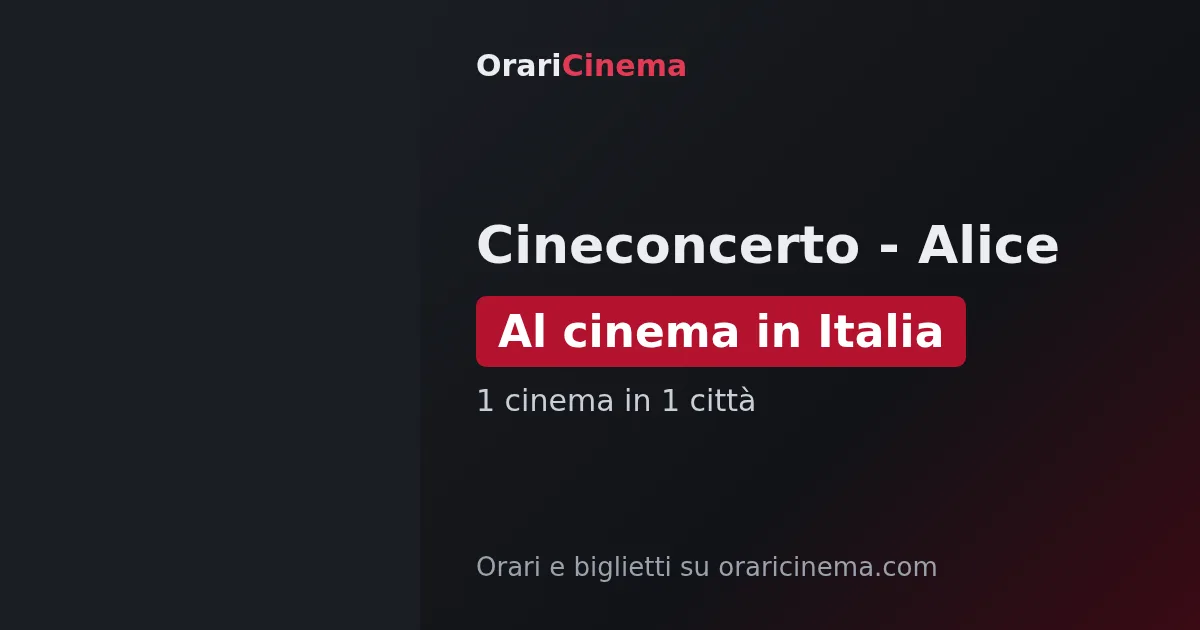 OrariCinema
Cineconcerto - Alice
Al cinema in Italia
1 cinema in 1 città
Orari e biglietti su oraricinema.com